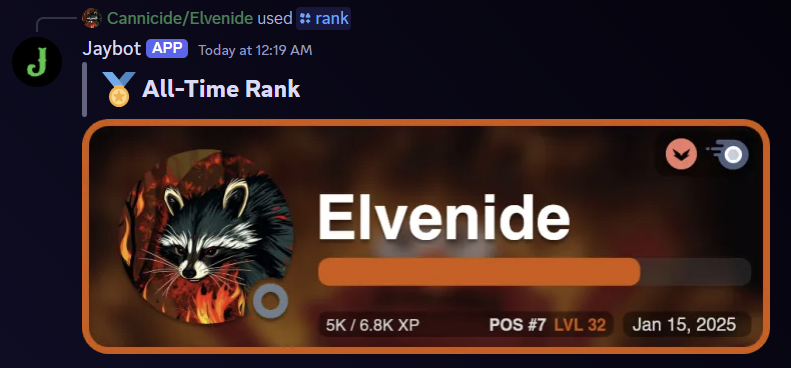 Cannicide/Elvenide used rank
Jaybot APP Today at 12:19 AM
All-Time Rank
Elvenide
5K / 6.8K XP POS #7 LVL 32 Jan 15, 2025